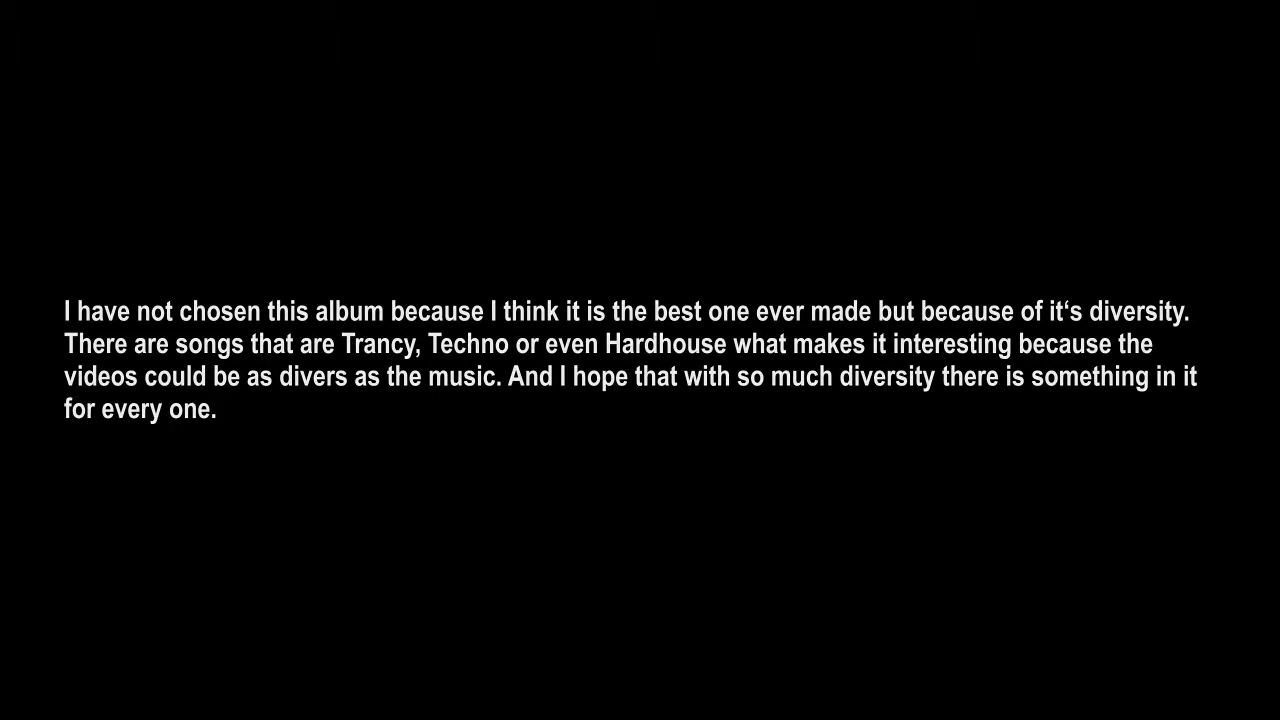 I have not chosen this album because I think it is the best one ever made but because of it‘s diversity.
There are songs that are Trancy, Techno or even Hardhouse what makes it interesting because the
videos could be as divers as the music. And I hope that with so much diversity there is something in it
for every one.